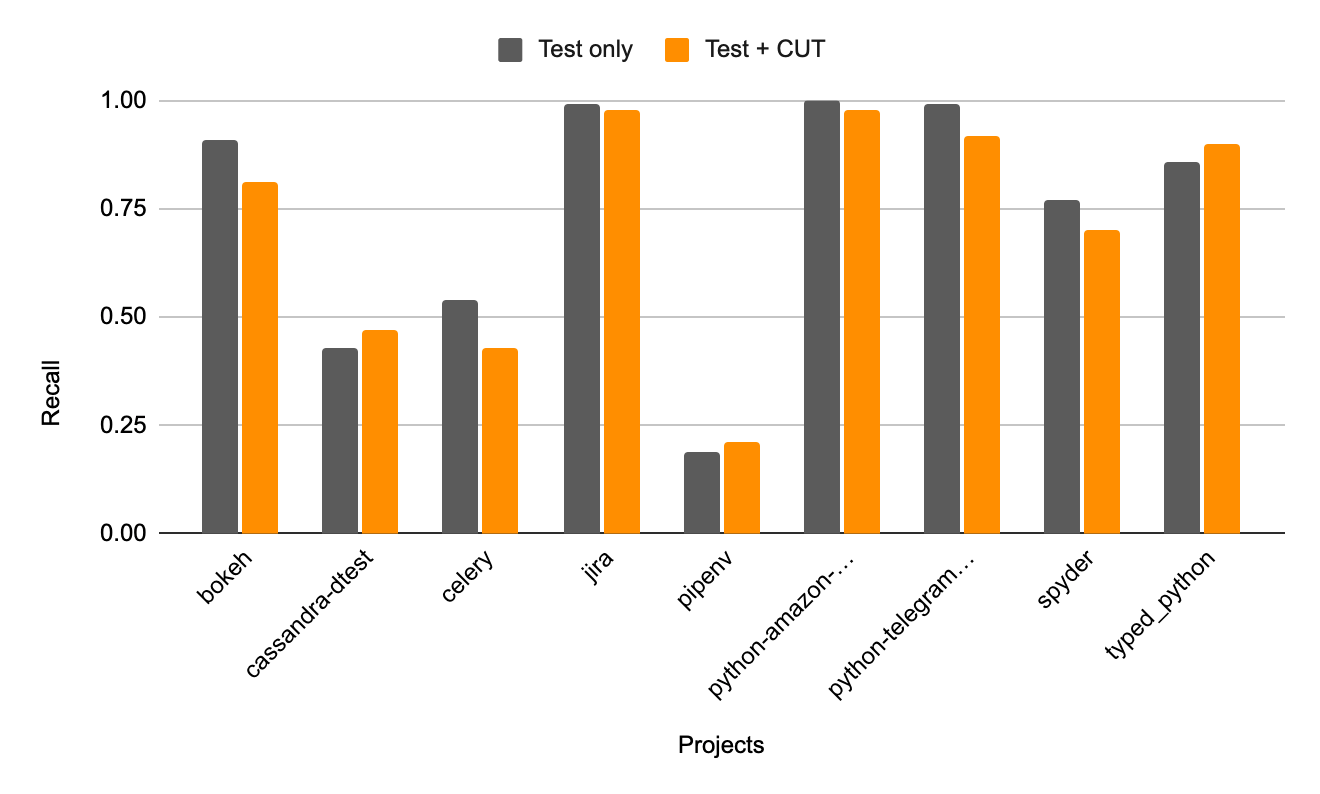 Test only
Test + CUT
1.00
0.75
0.50
0.25
0.00
Recall
bokeh
cassandra-dtest
celery
jira
pipenv
python-amazon-…
python-telegram…
spyder
typed_python
Projects